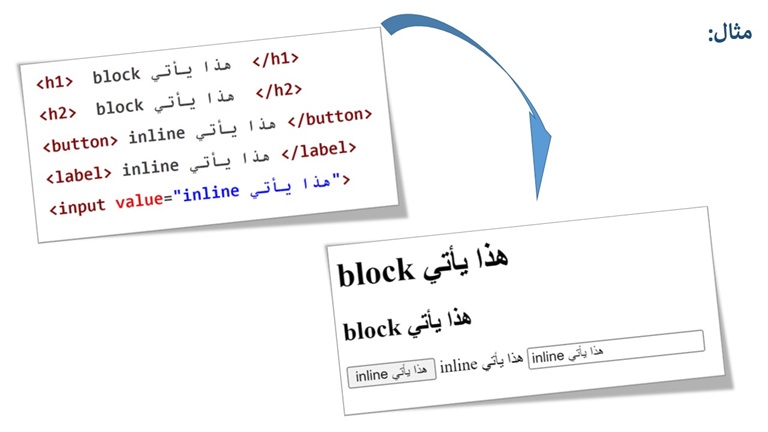 مثال:
<h1> هذا يأتي block </h1>
<h2> هذا يأتي block </h2>
<button> هذا يأتي inline </button>
<label> هذا يأتي inline </label>
<input value="هذا يأتي inline">
هذا يأتي block
هذا يأتي block
هذا يأتي inline هذا يأتي inline هذا يأتي inline